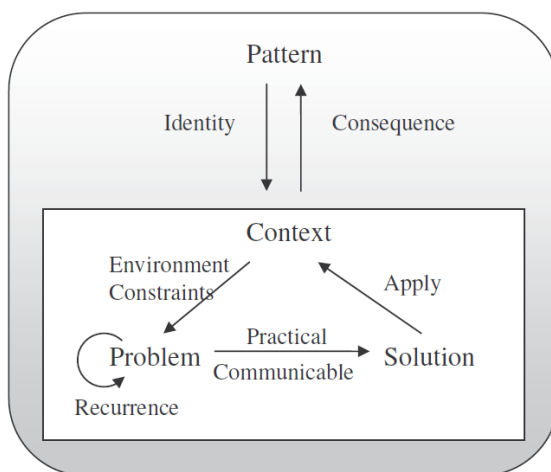 Pattern
Identity
Consequence
Context
Environment
Constraints
Apply
Practical
Problem
Solution
Communicable
Recurrence